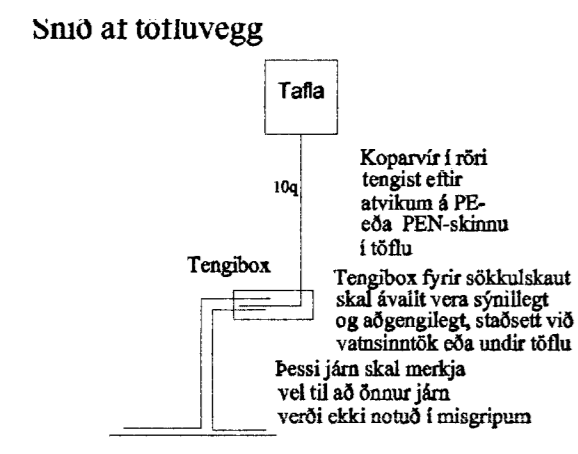 Snið af töfluvegg
Tafla
Koparvír í röri
tengist eftir
atvikum á PE-
eða PEN-skinnu
í töflu
10q
Tengibox
Tengibox fyrir sökkulskaut
skal ávallt vera sýnillegt
og aðgengilegt, staðsett við
vatnsinntök eða undir töflu
Þessi járn skal merkja
vel til að önnur járn
verði ekki notuð í misgripum